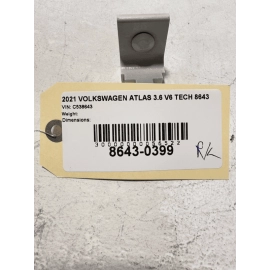 2021 VOLKSWAGEN ATLAS 3.6 V6 TECH 8643
VIN: C538643
Weight:
Dimensions:
8643-0399
R/L